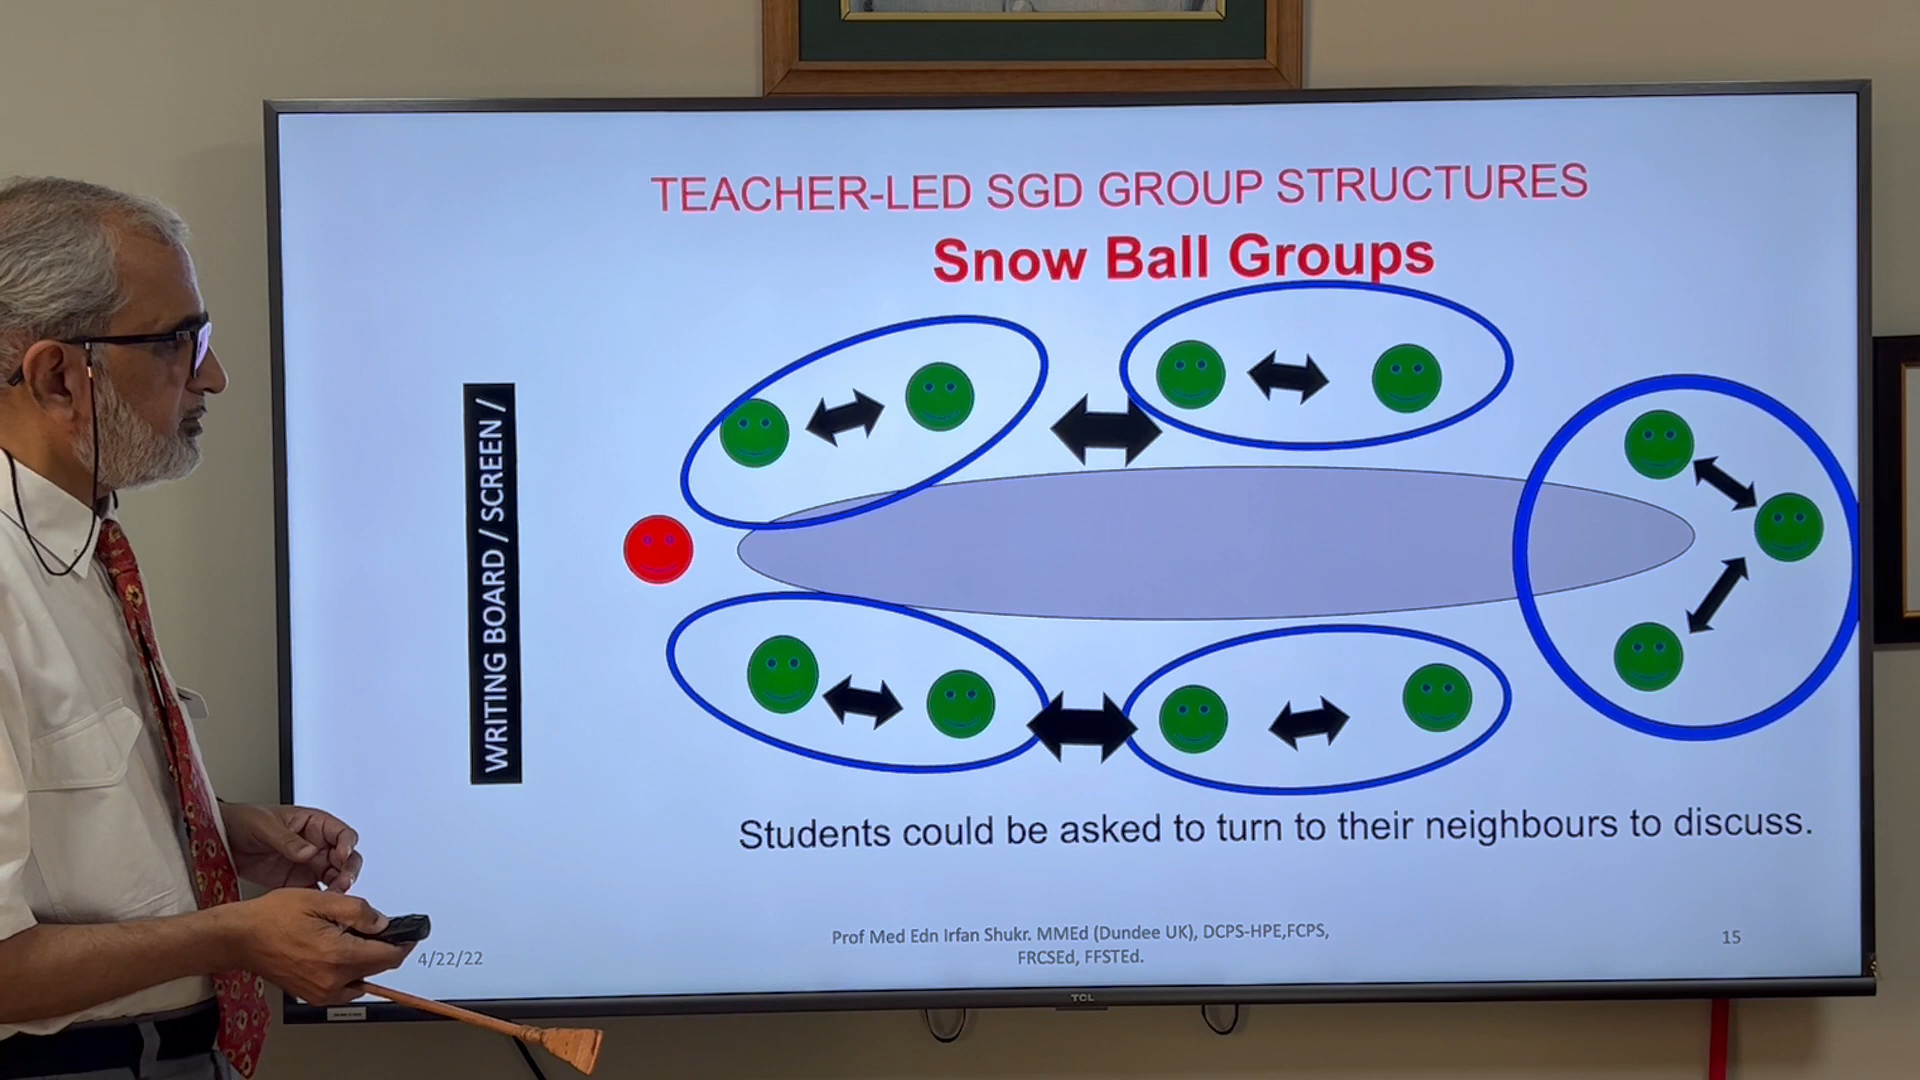 TEACHER-LED SGD GROUP STRUCTURES
Snow Ball Groups
WRITING BOARD / SCREEN /
Students could be asked to turn to their neighbours to discuss.
4/22/22
Prof Med Edn Irfan Shukr. MMEd (Dundee UK), DCPS-HPE,FCPS,
FRCSEd, FFSTEd.
15
TCL